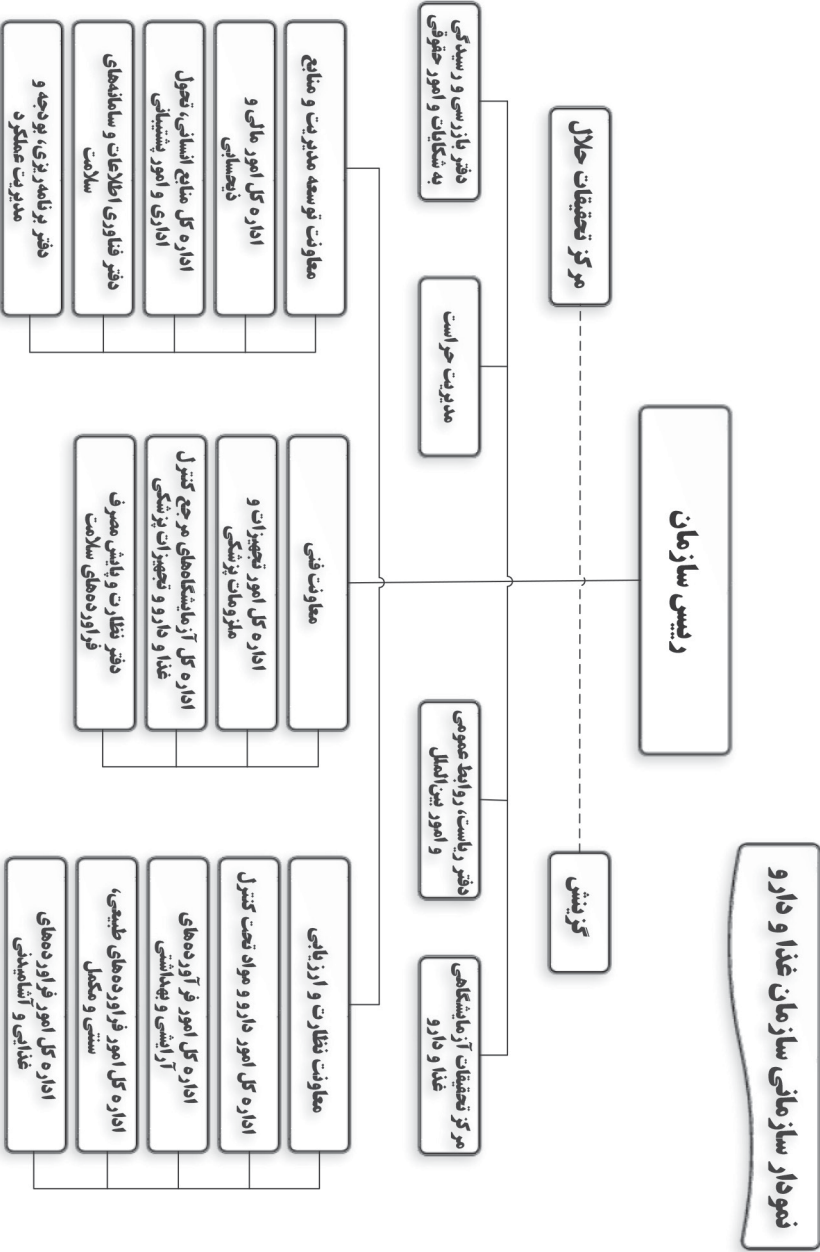 نمودار سازمانی سازمان غذا و دارو
رییس سازمان
گزینش
مرکز تحقیقات حلال
مرکز تحقیقات آزمایشگاهی
غذا و دارو
دفتر ریاست، روابط عمومی
و امور بین‌الملل
مدیریت حراست
دفتر بازرسی و رسیدگی
به شکایات و امور حقوقی
معاونت نظارت و ارزیابی
اداره کل امور دارو و مواد تحت کنترل
اداره کل امور فرآورده‌های
آرایشی و بهداشتی
اداره کل امور فراورده‌های طبیعی،
سنتی و مکمل
اداره کل امور فراورده‌های
غذایی و آشامیدنی
معاونت فنی
اداره کل امور تجهیزات و
ملزومات پزشکی
اداره کل آزمایشگاه‌های مرجع کنترل
غذا و دارو و تجهیزات پزشکی
دفتر نظارت و پایش مصرف
فراورده‌های سلامت
معاونت توسعه مدیریت و منابع
اداره کل امور مالی و
ذیحسابی
اداره کل منابع انسانی، تحول
اداری و امور پشتیبانی
دفتر فناوری اطلاعات و سامانه‌های
سلامت
دفتر برنامه‌ریزی، بودجه و
مدیریت عملکرد